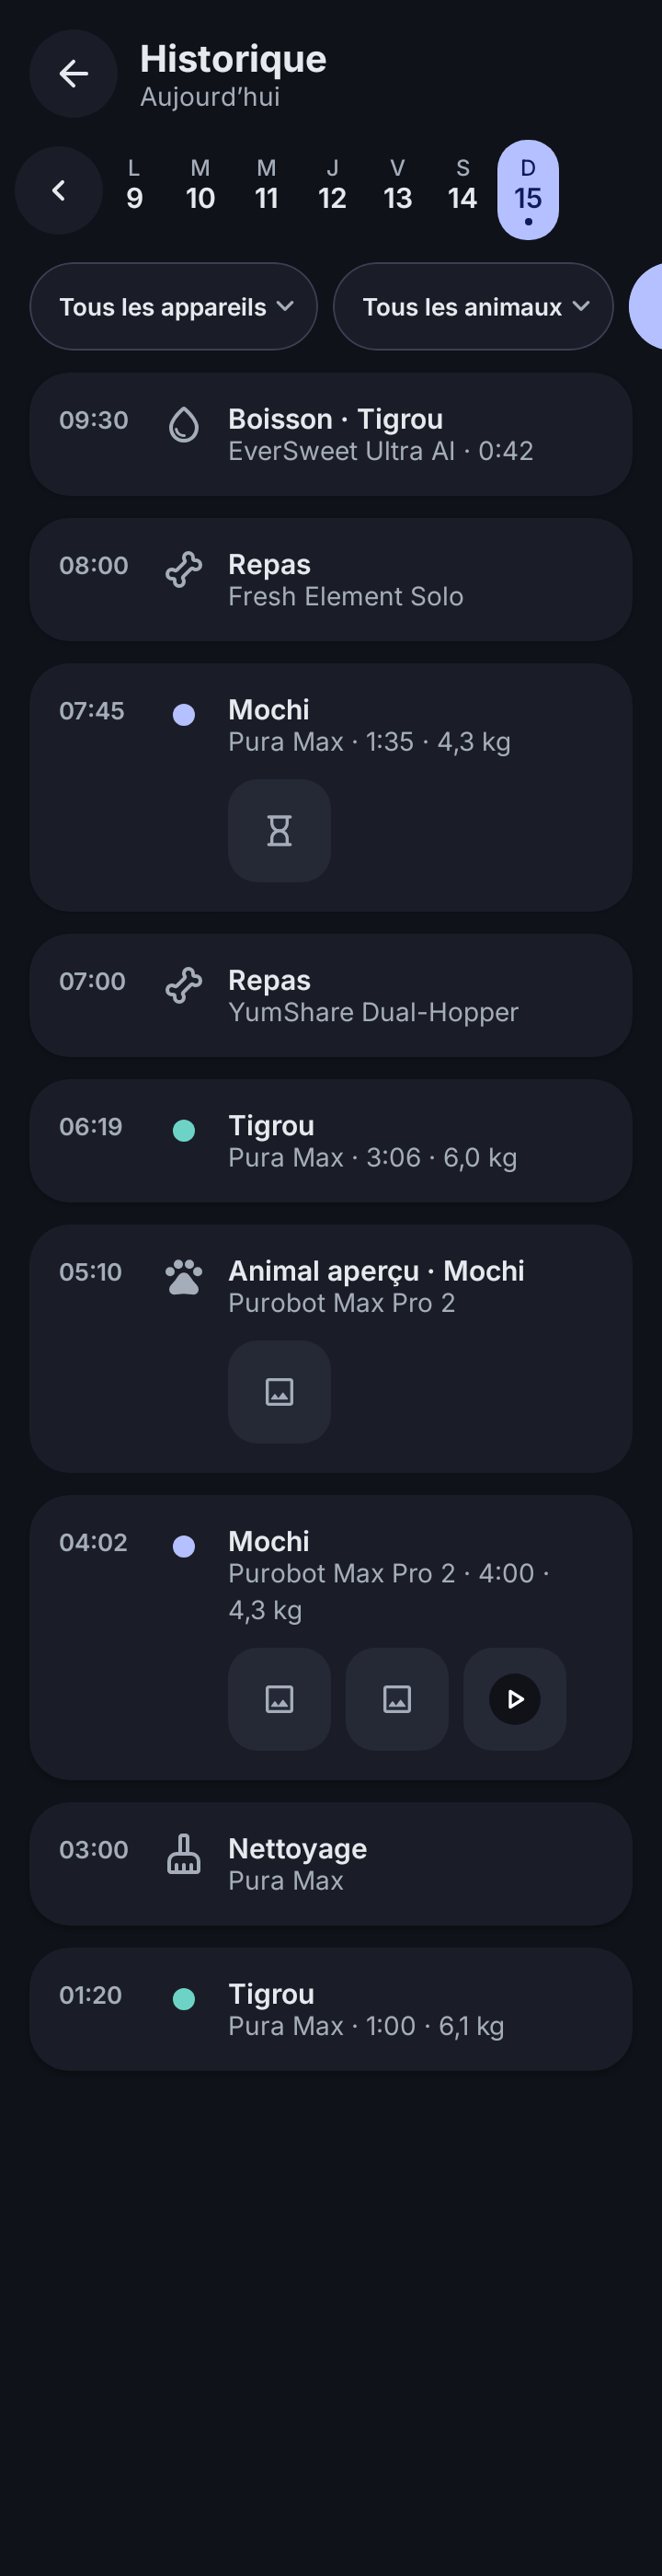 Historique
Aujourd’hui
L M M J V S D
9 10 11 12 13 14 15
Tous les appareils Tous les animaux
09:30 Boisson · Tigrou
EverSweet Ultra AI · 0:42
08:00 Repas
Fresh Element Solo
07:45 Mochi
Pura Max · 1:35 · 4,3 kg
07:00 Repas
YumShare Dual-Hopper
06:19 Tigrou
Pura Max · 3:06 · 6,0 kg
05:10 Animal aperçu · Mochi
Purobot Max Pro 2
04:02 Mochi
Purobot Max Pro 2 · 4:00 ·
4,3 kg
03:00 Nettoyage
Pura Max
01:20 Tigrou
Pura Max · 1:00 · 6,1 kg